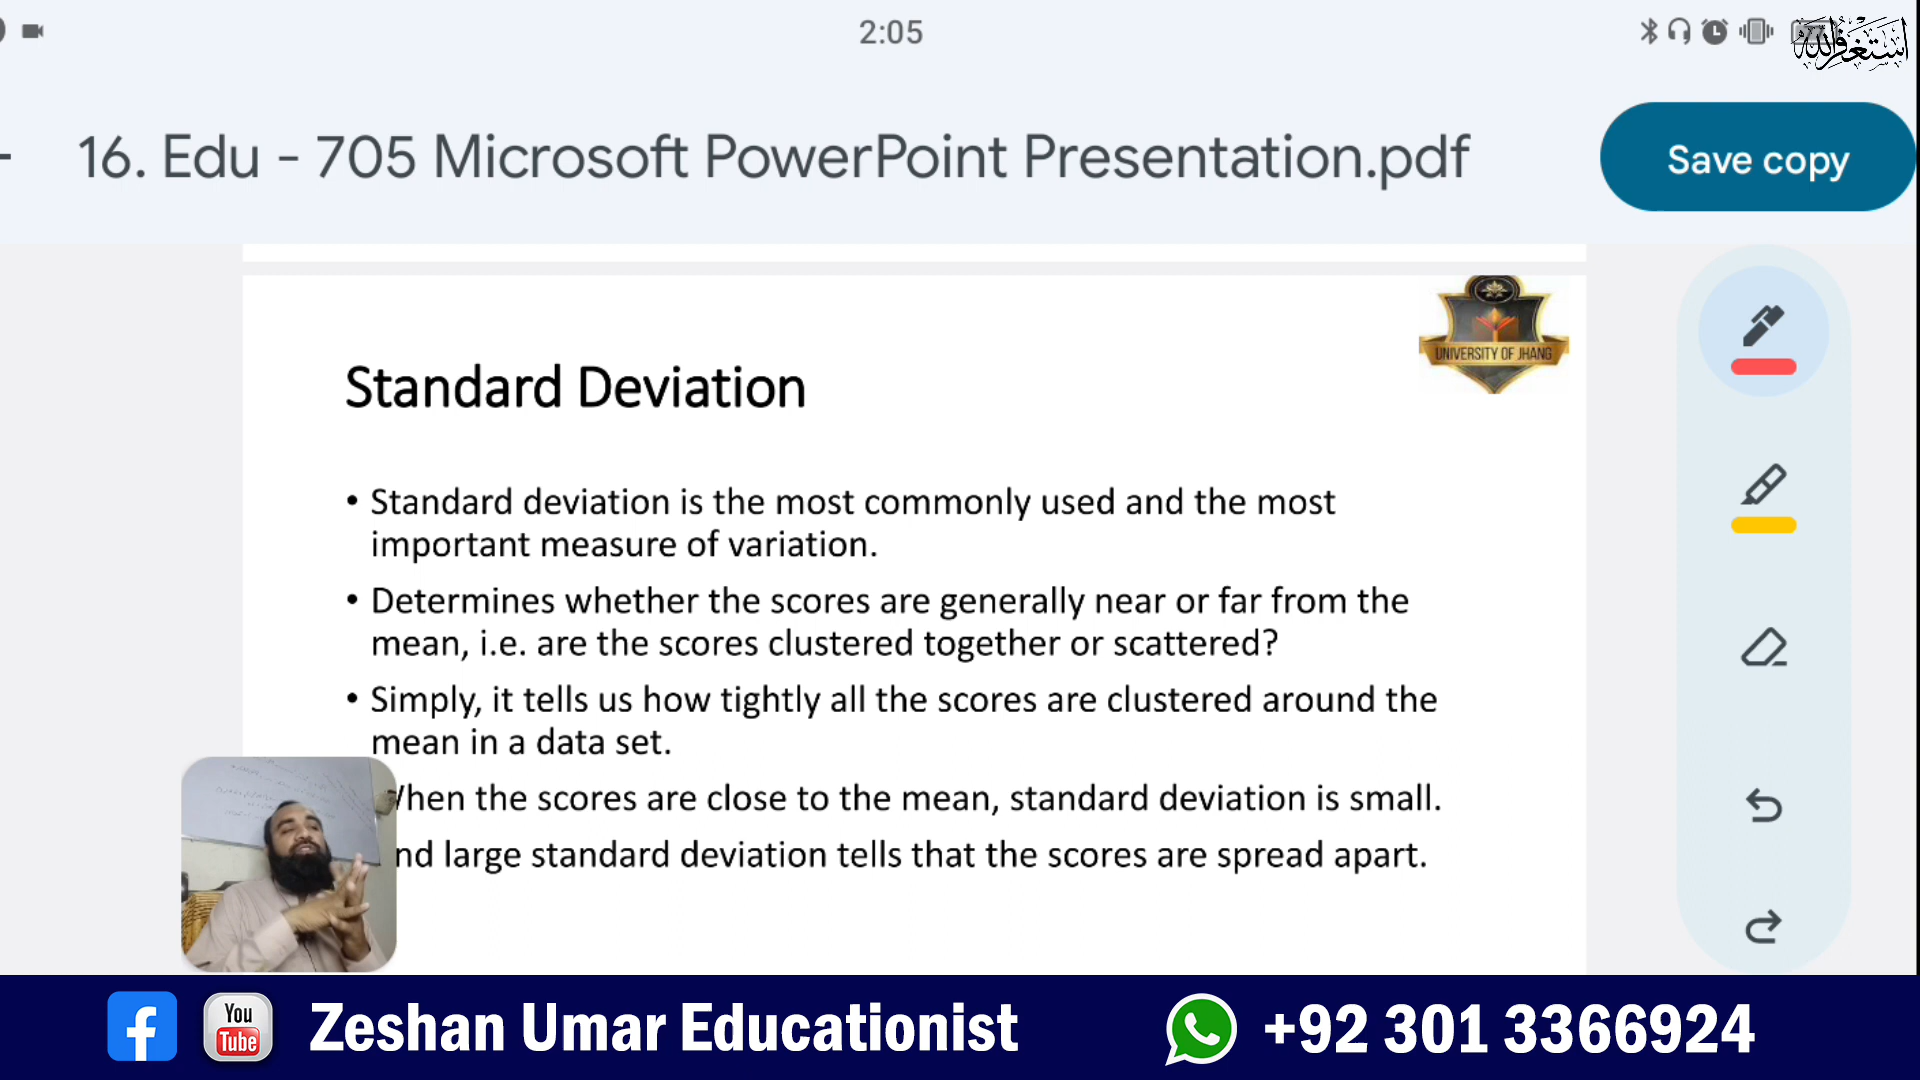 2:05
استغفرالله
16. Edu - 705 Microsoft PowerPoint Presentation.pdf
Save copy
UNIVERSITY OF JHANG
Standard Deviation
• Standard deviation is the most commonly used and the most
important measure of variation.
• Determines whether the scores are generally near or far from the
mean, i.e. are the scores clustered together or scattered?
• Simply, it tells us how tightly all the scores are clustered around the
mean in a data set.
When the scores are close to the mean, standard deviation is small.
nd large standard deviation tells that the scores are spread apart.
You
Tube
Zeshan Umar Educationist
+92 301 3366924